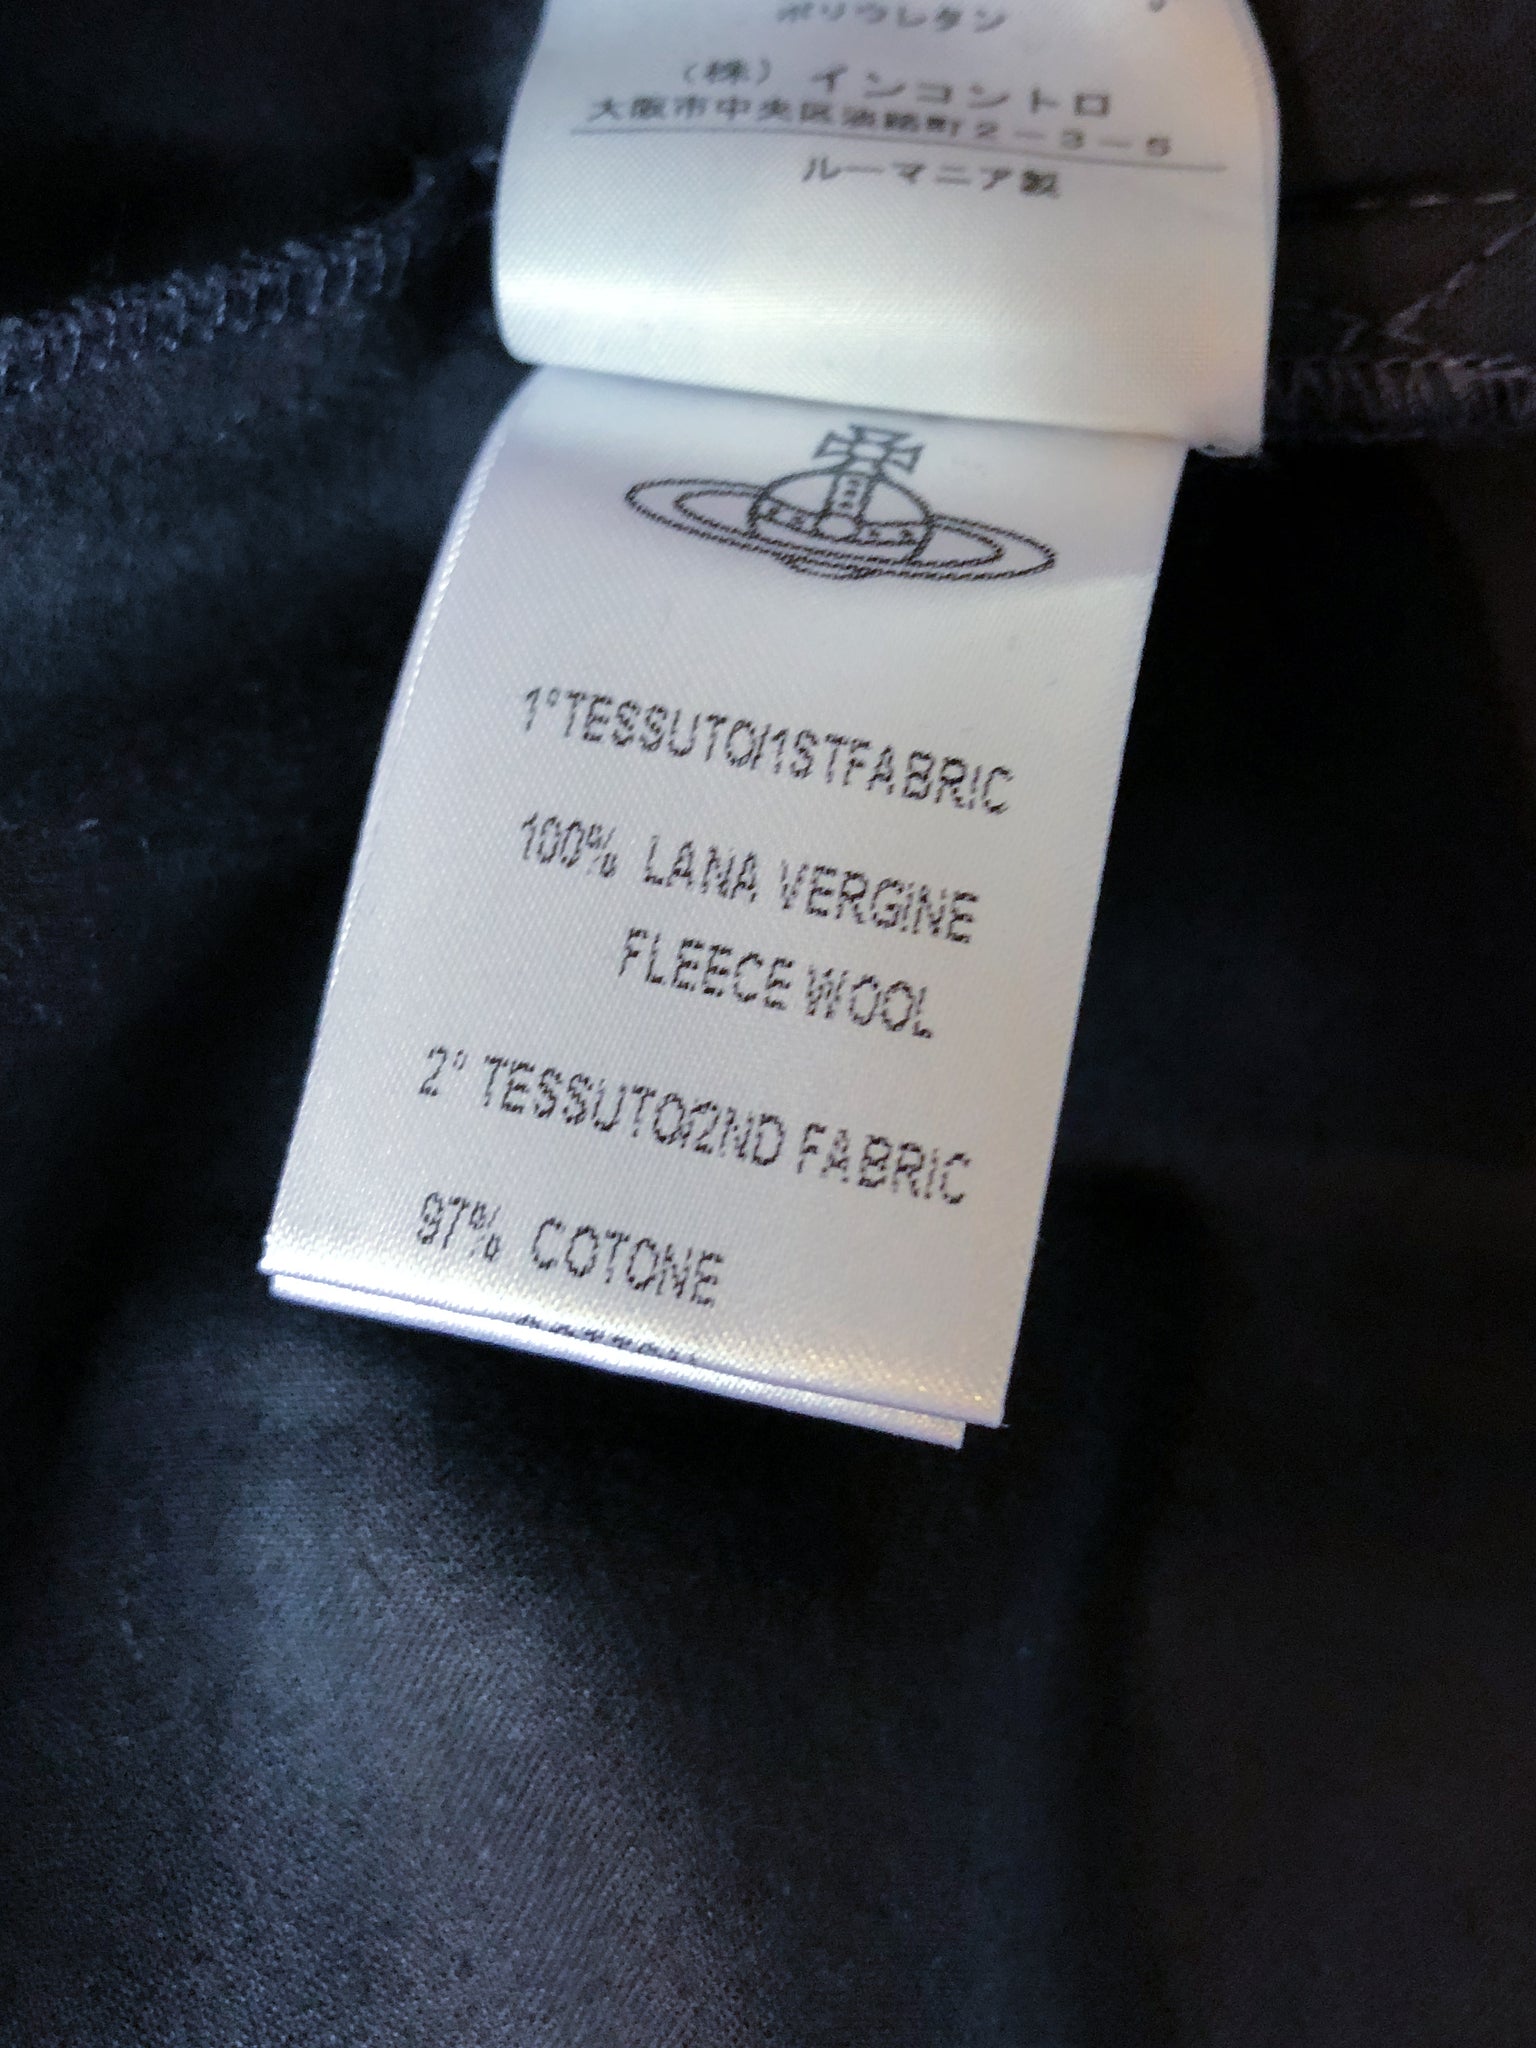 ポリウレタン
（株）インコントロ
大阪市中央区淡路町2-3-5
ルーマニア製
1°TESSUTO/1STFABRIC
100% LANA VERGINE
FLEECE WOOL
2° TESSUTO/2ND FABRIC
97% COTONE